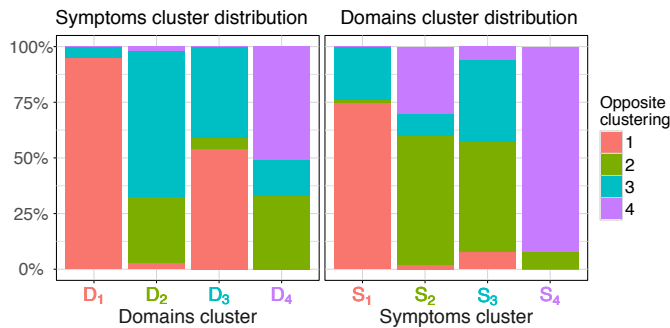 Symptoms cluster distribution
Domains cluster distribution
100%
75%
50%
25%
0%
D1 D2 D3 D4
S1 S2 S3 S4
Domains cluster
Symptoms cluster
Opposite
clustering
1
2
3
4